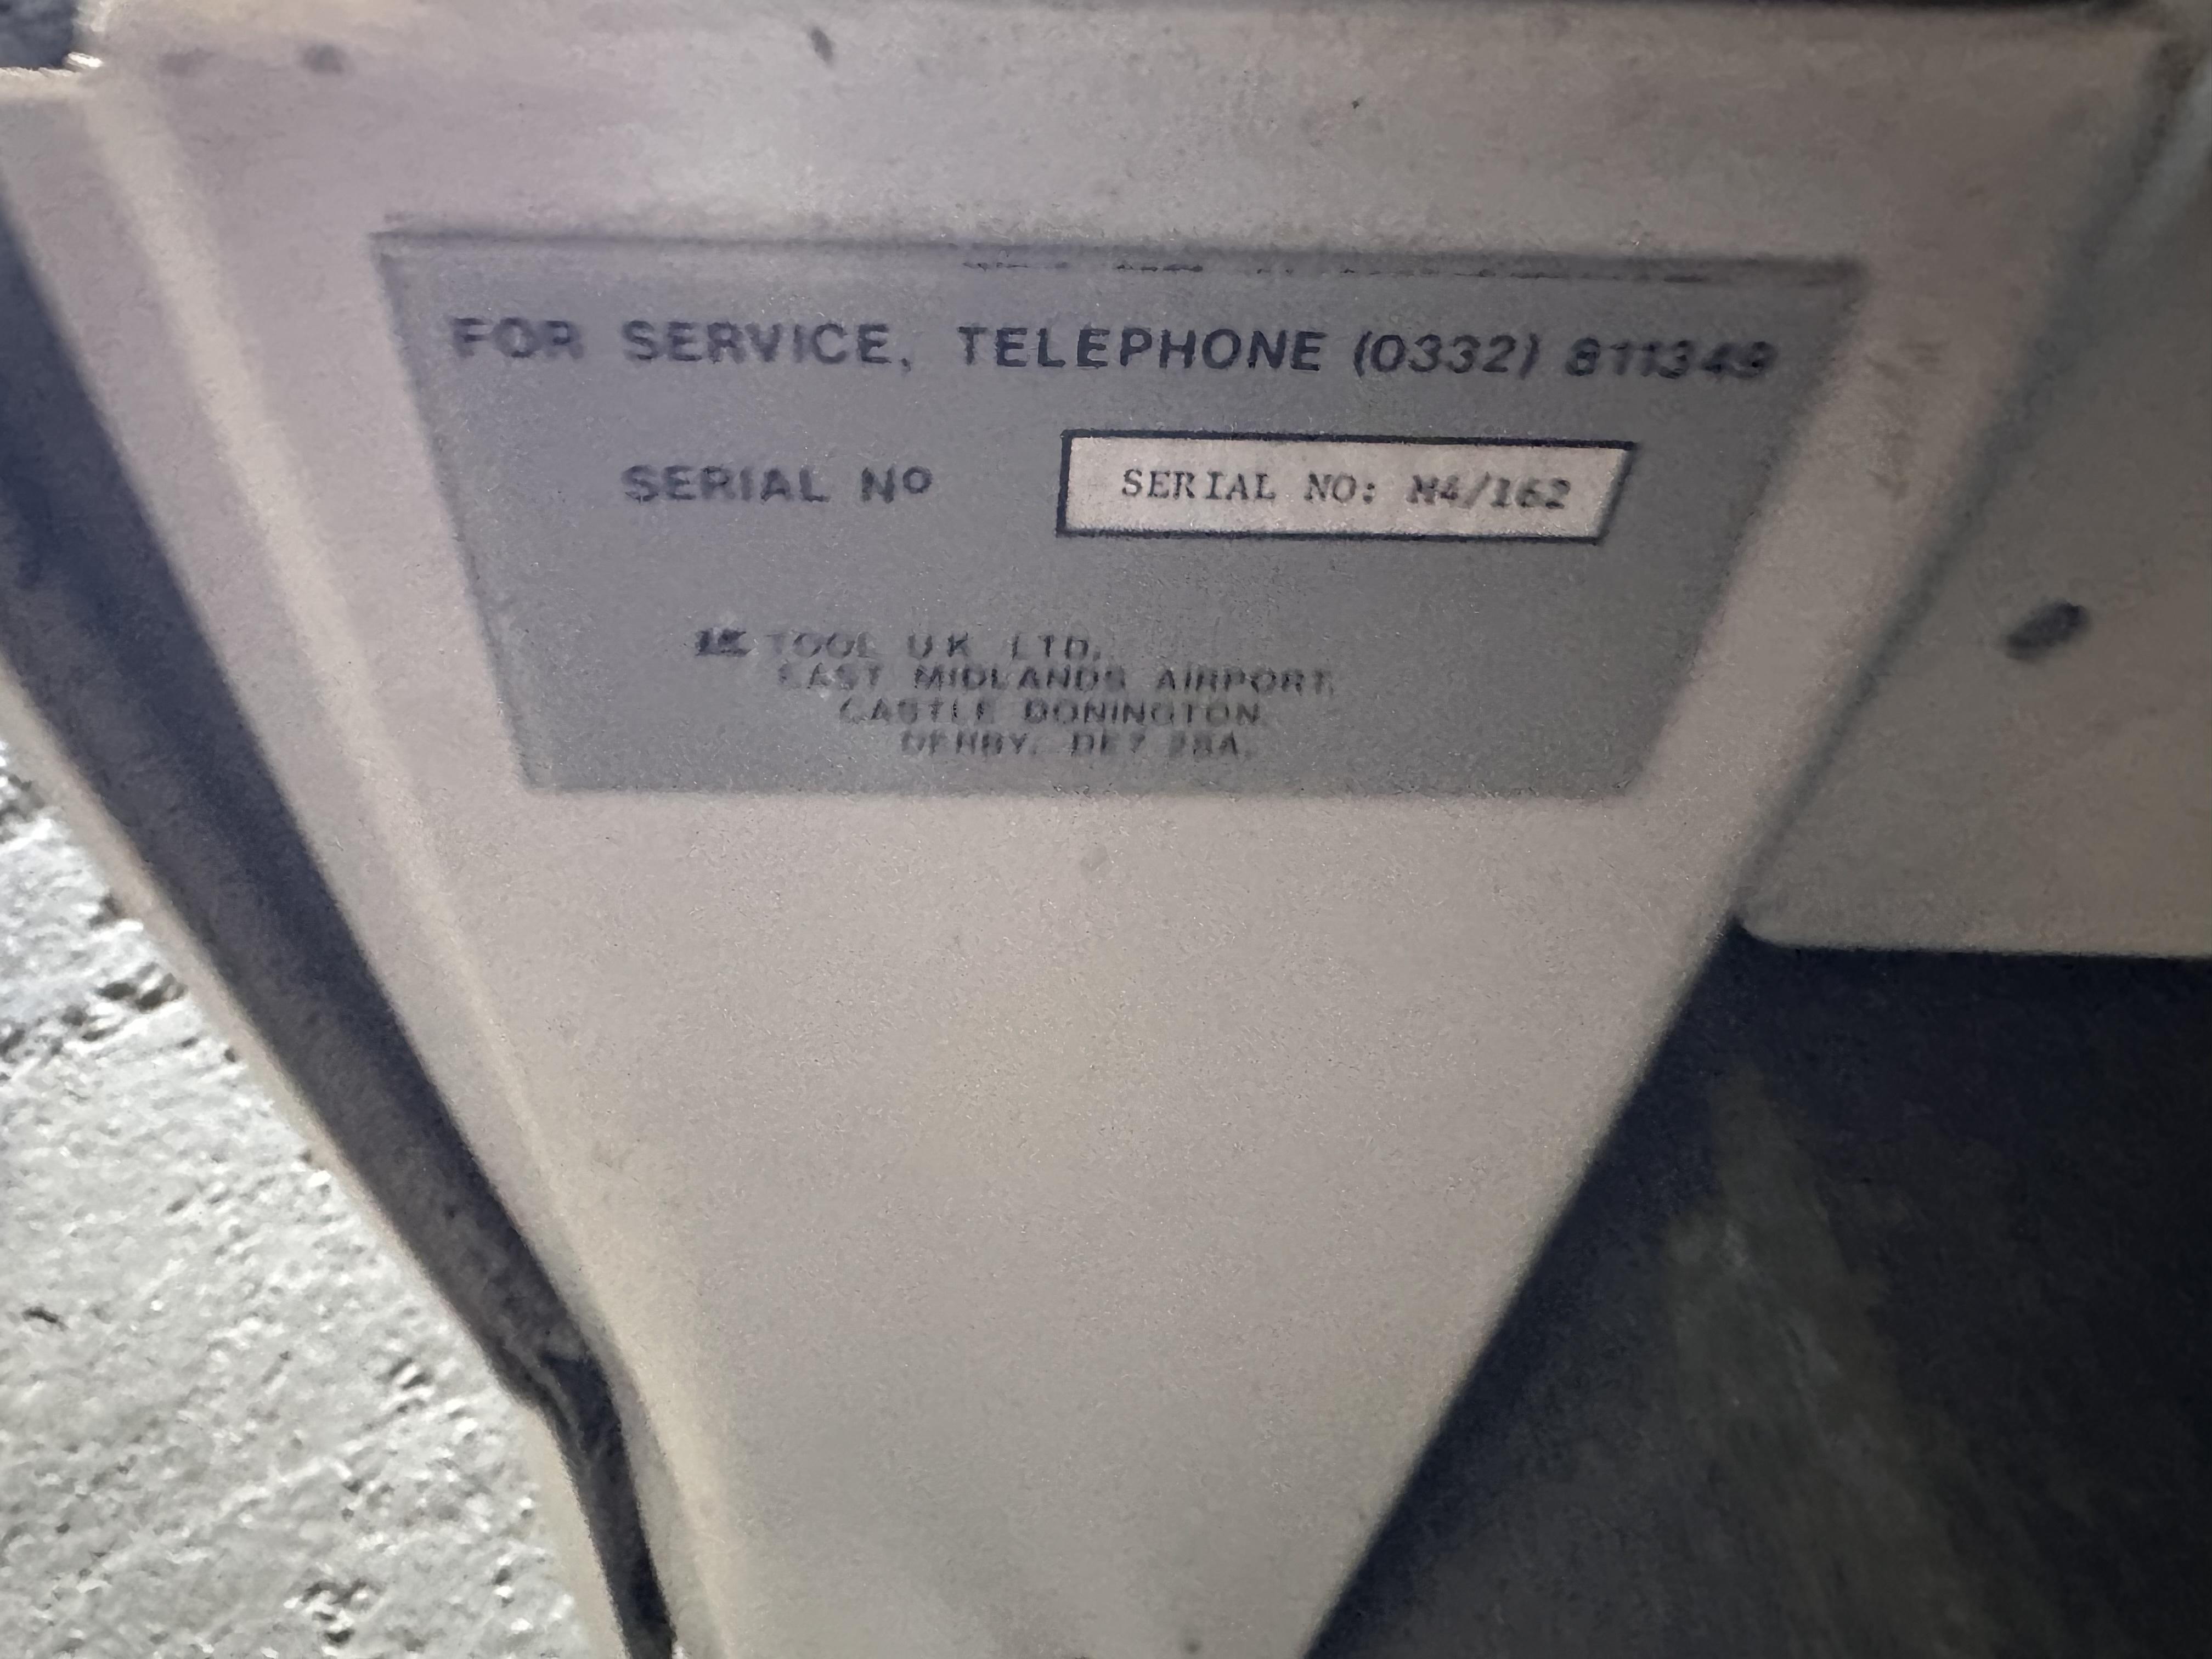 FOR SERVICE, TELEPHONE (0332) 811349
SERIAL Nº
SERIAL NO: M4/162
TOOL U.K. LTD.
EAST MIDLANDS AIRPORT,
CASTLE DONINGTON,
DERBY. DE7